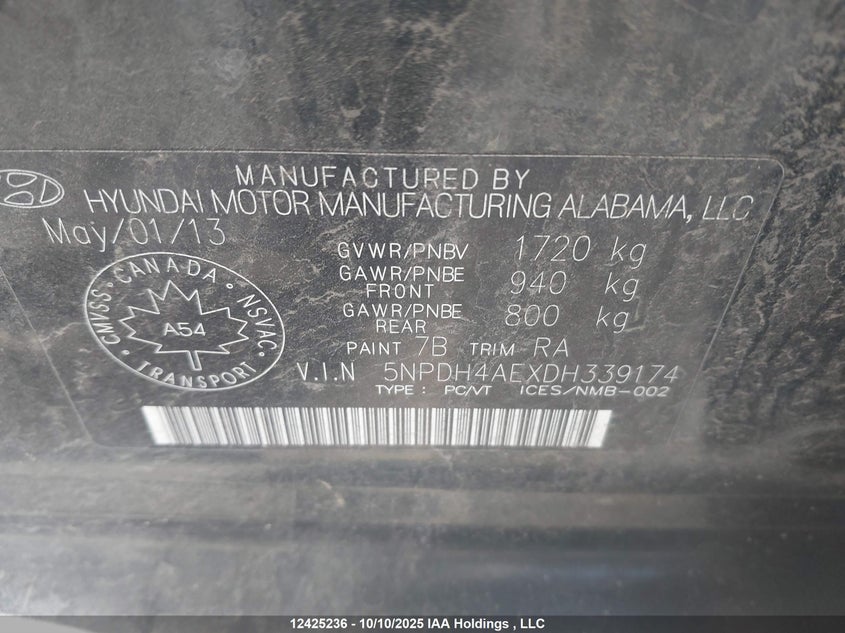 MANUFACTURED BY
HYUNDAI MOTOR MANUFACTURING ALABAMA, LLC
May/01/13
GVWR/PNBV 1720 kg
GAWR/PNBE FRONT 940 kg
GAWR/PNBE REAR 800 kg
PAINT 7B TRIM RA
V.I.N 5NPDH4AEXDH339174
TYPE: PC/VT ICES/NMB-002
CANADA
CMVSS NSVAC
A54
TRANSPORT
12425236 - 10/10/2025 IAA Holdings , LLC